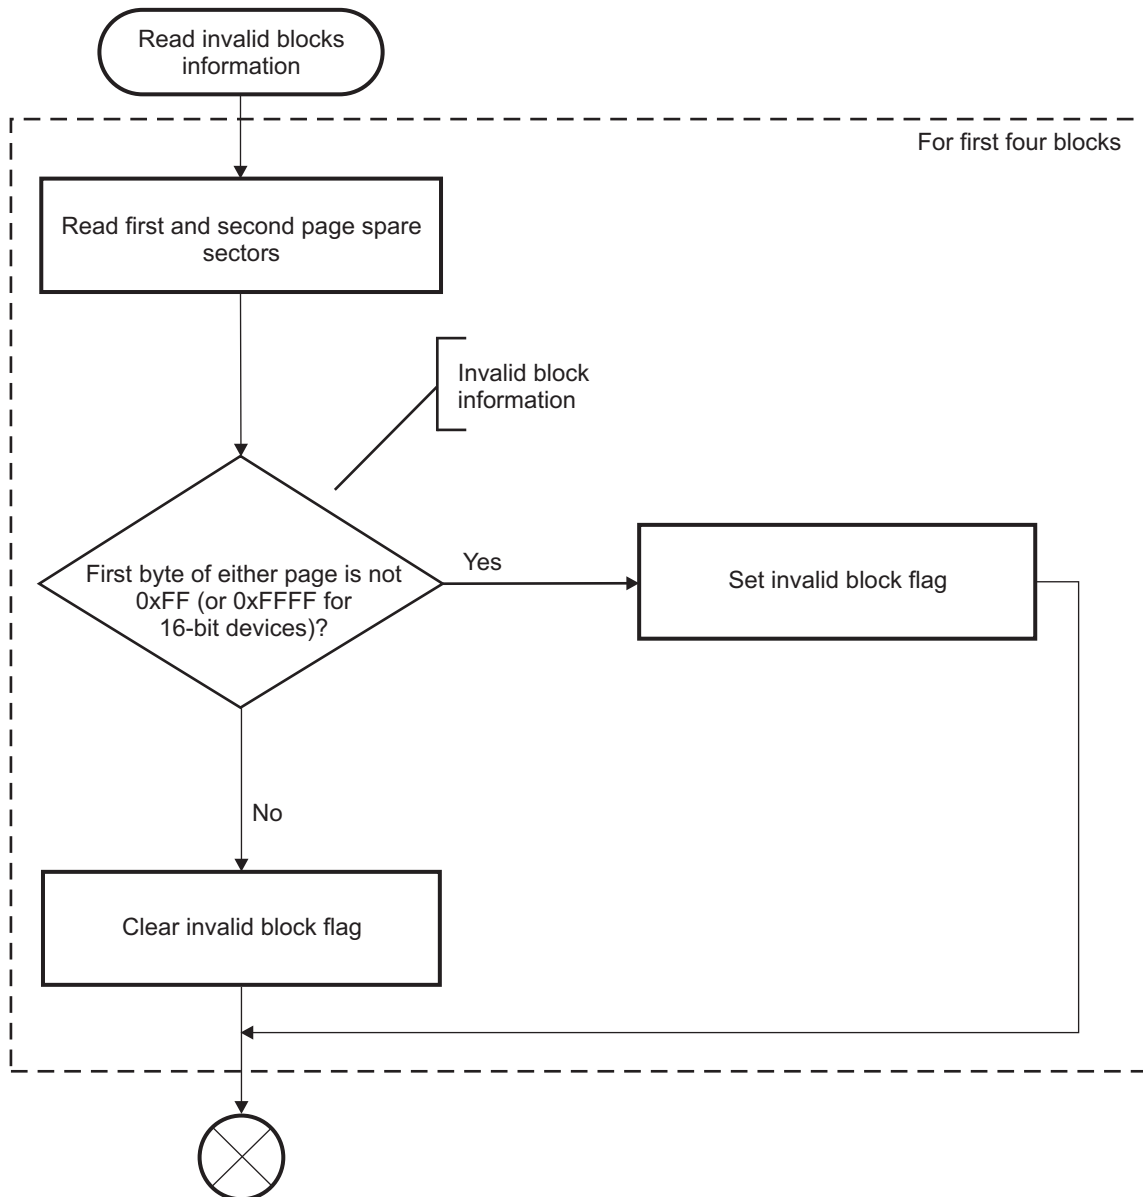 Read invalid blocks
information
For first four blocks
Read first and second page spare
sectors
Invalid block
information
First byte of either page is not
0xFF (or 0xFFFF for
16-bit devices)?
Yes
Set invalid block flag
No
Clear invalid block flag